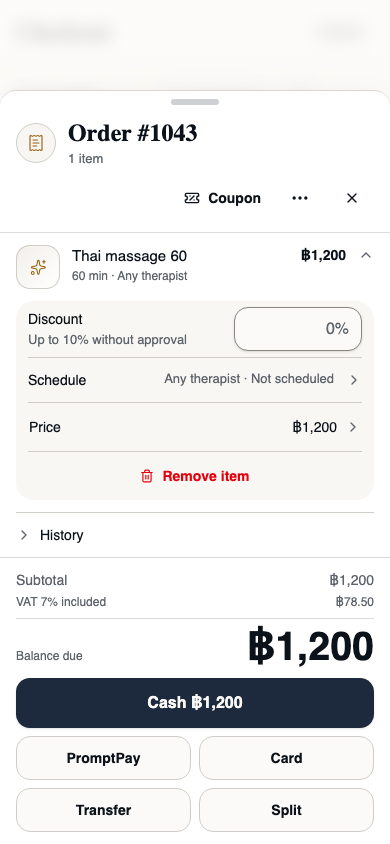 Order #1043
1 item
Coupon
Thai massage 60
฿1,200
60 min · Any therapist
Discount
Up to 10% without approval
0%
Schedule
Any therapist · Not scheduled
Price
฿1,200
Remove item
History
Subtotal
฿1,200
VAT 7% included
฿78.50
Balance due
฿1,200
Cash ฿1,200
PromptPay
Card
Transfer
Split